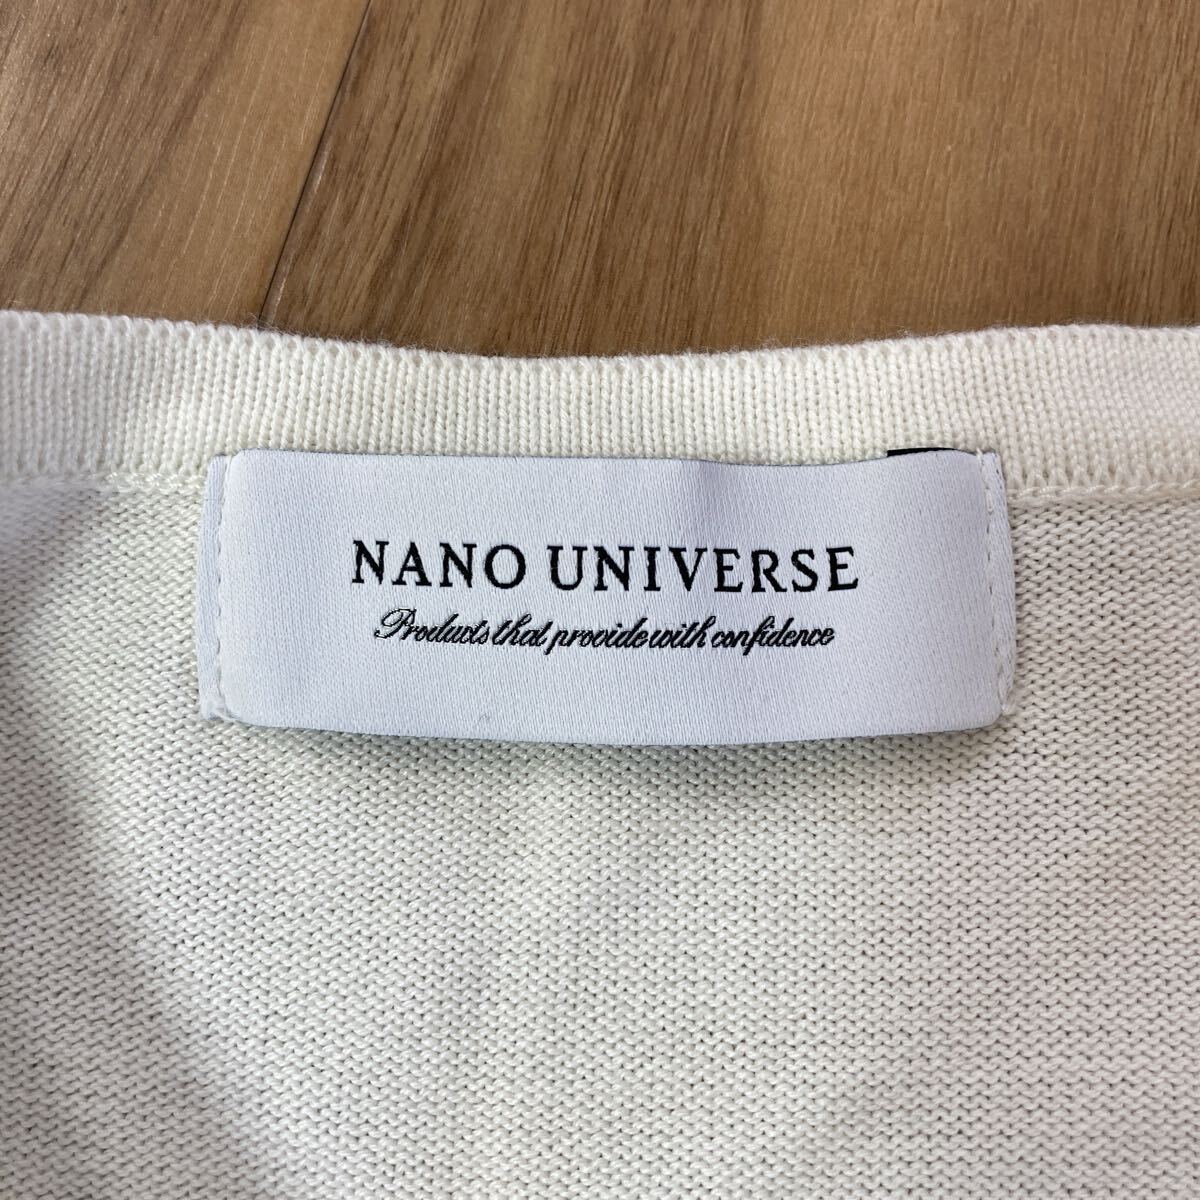 NANO UNIVERSE
Products that provide with confidence